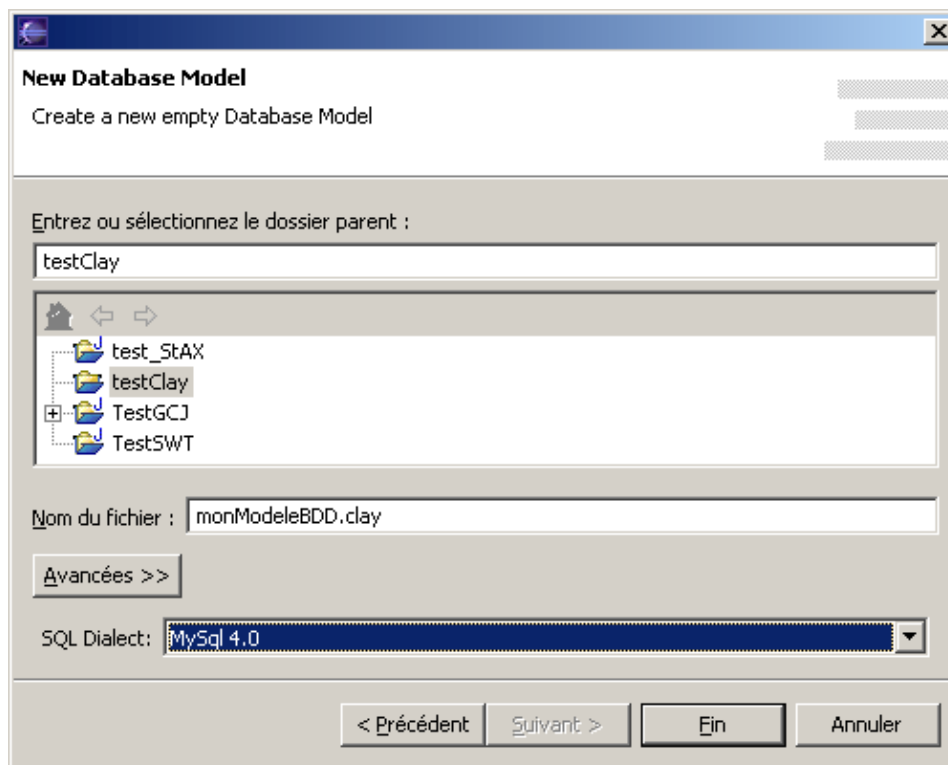 New Database Model
Create a new empty Database Model
Entrez ou sélectionnez le dossier parent :
testClay
test_StAX
testClay
TestGCJ
TestSWT
Nom du fichier : monModeleBDD.clay
Avancées >>
SQL Dialect: MySql 4.0
< Précédent Suivant > Fin Annuler